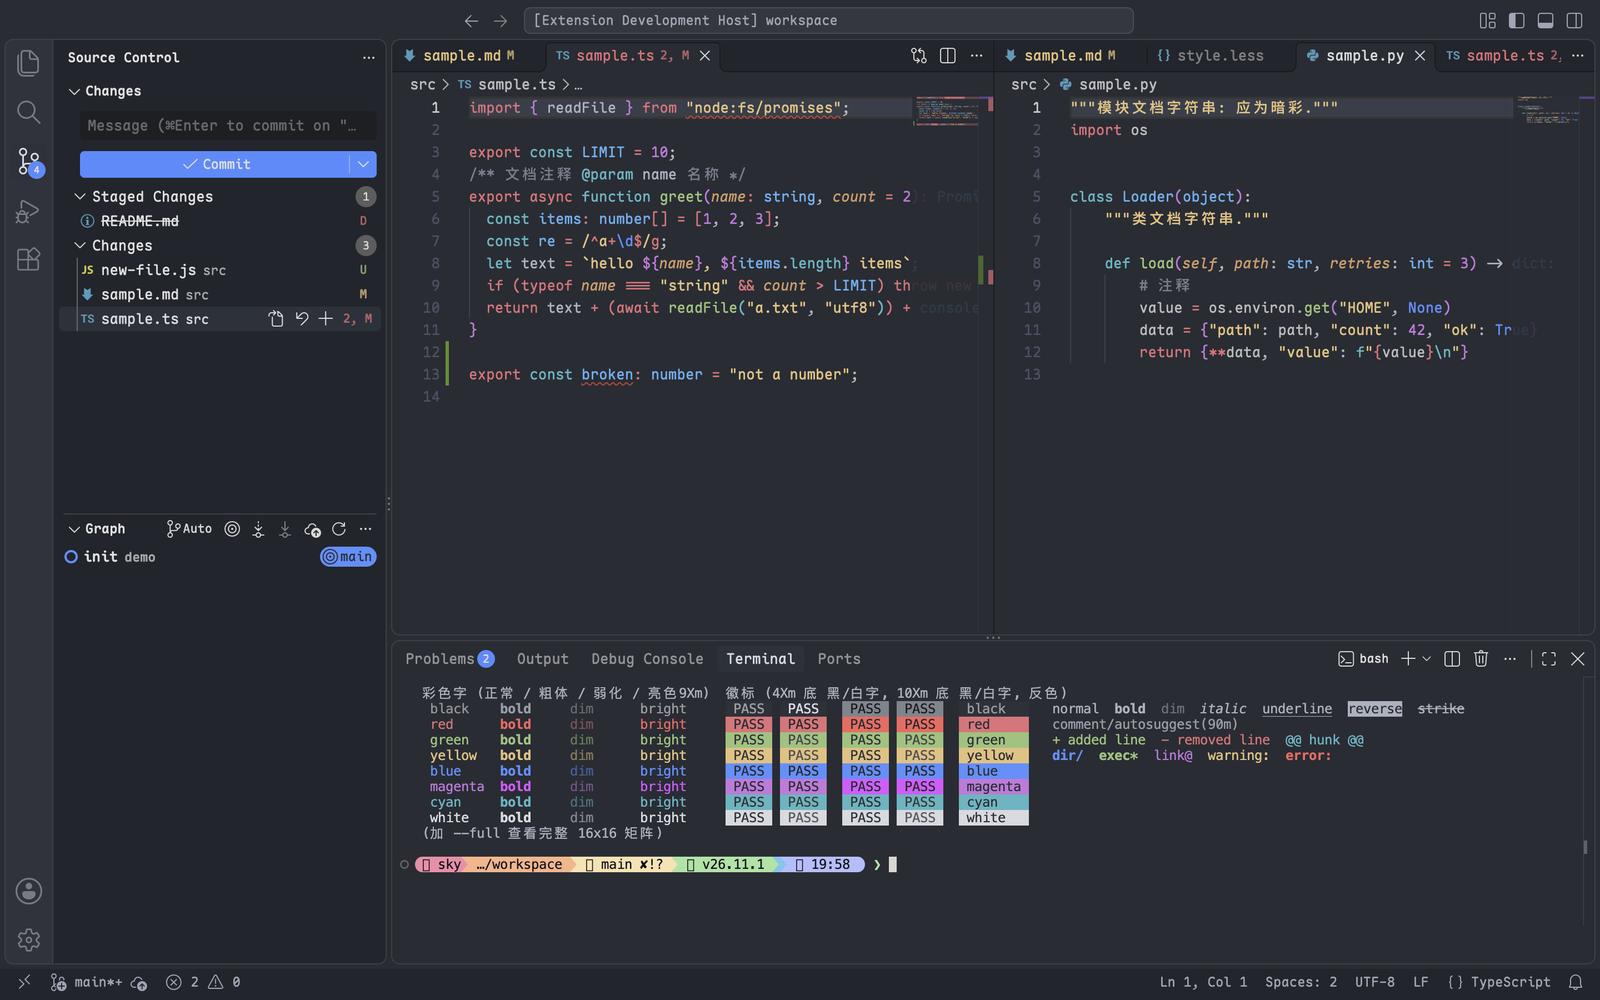 [Extension Development Host] workspace
Source Control
Changes
Message (⌘Enter to commit on "…
Commit
Staged Changes 1
README.md D
Changes 3
JS new-file.js src U
sample.md src M
TS sample.ts src 2, M
4
Graph Auto
init demo main
sample.md M TS sample.ts 2, M
src > TS sample.ts > …
1 import { readFile } from "node:fs/promises";
2
3 export const LIMIT = 10;
4 /** 文档注释 @param name 名称 */
5 export async function greet(name: string, count = 2): Promi
6 const items: number[] = [1, 2, 3];
7 const re = /^a+\d$/g;
8 let text = `hello ${name}, ${items.length} items`;
9 if (typeof name === "string" && count > LIMIT) throw new
10 return text + (await readFile("a.txt", "utf8")) + console
11 }
12
13 export const broken: number = "not a number";
14
sample.md M {} style.less sample.py TS sample.ts 2,
src > sample.py
1 """模块文档字符串: 应为暗彩."""
2 import os
3
4
5 class Loader(object):
6 """类文档字符串."""
7
8 def load(self, path: str, retries: int = 3) -> dict:
9 # 注释
10 value = os.environ.get("HOME", None)
11 data = {"path": path, "count": 42, "ok": True}
12 return {**data, "value": f"{value}\n"}
13
Problems 2 Output Debug Console Terminal Ports bash
彩色字 (正常 / 粗体 / 弱化 / 亮色9Xm) 徽标 (4Xm 底 黑/白字, 10Xm 底 黑/白字, 反色)
black bold dim bright PASS PASS PASS PASS black normal bold dim italic underline reverse strike
red bold dim bright PASS PASS PASS PASS red comment/autosuggest(90m)
green bold dim bright PASS PASS PASS PASS green + added line - removed line @@ hunk @@
yellow bold dim bright PASS PASS PASS PASS yellow dir/ exec* link@ warning: error:
blue bold dim bright PASS PASS PASS PASS blue
magenta bold dim bright PASS PASS PASS PASS magenta
cyan bold dim bright PASS PASS PASS PASS cyan
white bold dim bright PASS PASS PASS PASS white
(加 --full 查看完整 16x16 矩阵)
sky …/workspace main ✘!? v26.11.1 19:58 ❯
main*+ 2 0 Ln 1, Col 1 Spaces: 2 UTF-8 LF {} TypeScript